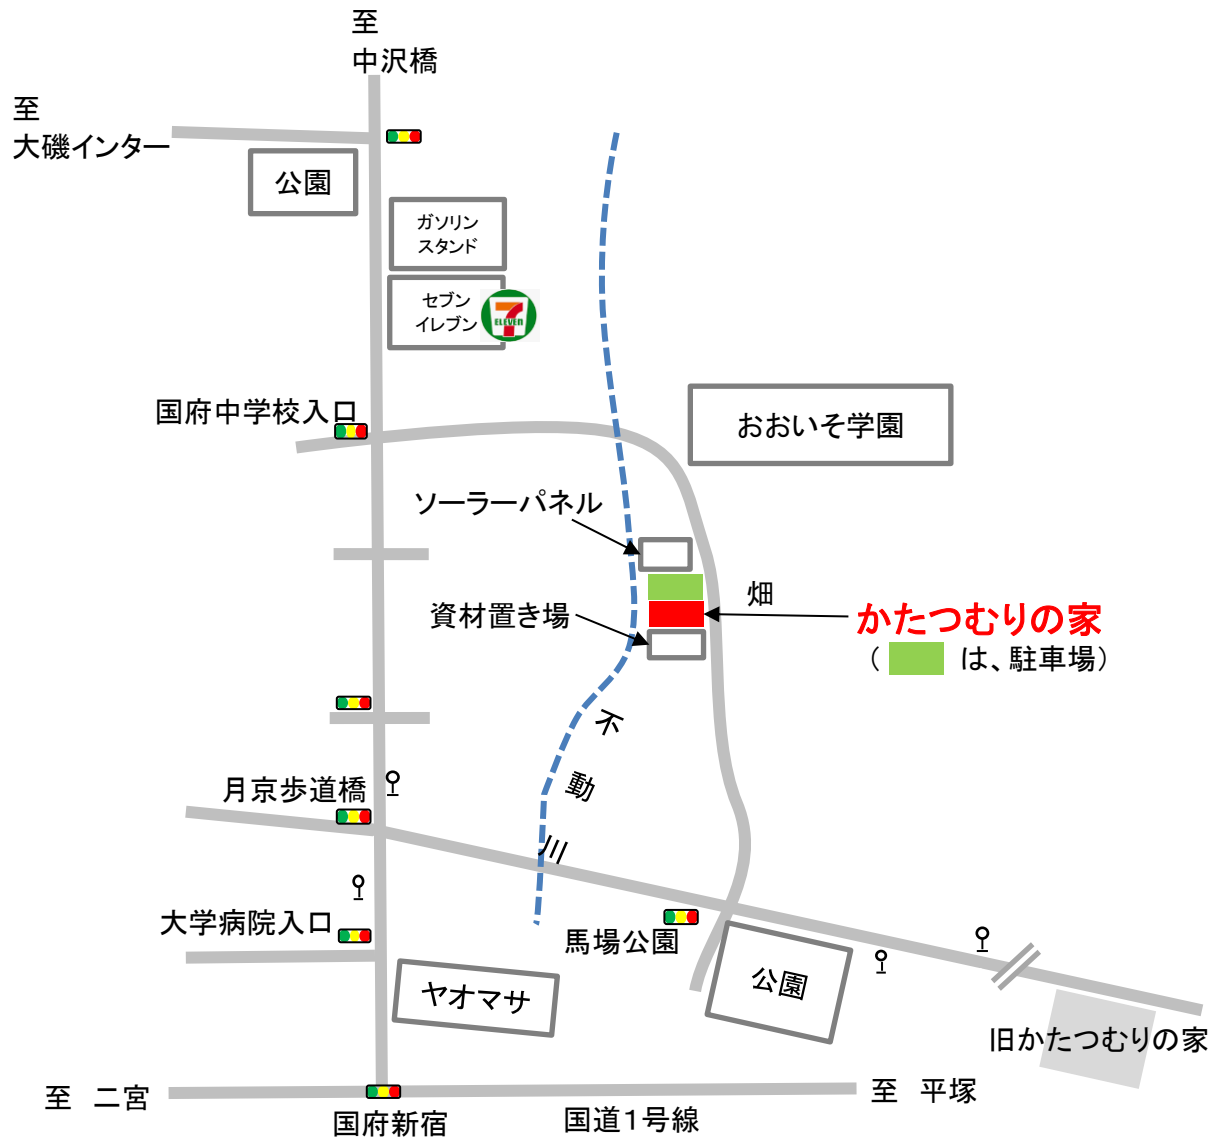 至
中沢橋
至
大磯インター
公園
ガソリン
スタンド
セブン
イレブン
7
ELEVEN
国府中学校入口
おおいそ学園
ソーラーパネル
畑
資材置き場
かたつむりの家
（　は、駐車場）
不動川
月京歩道橋
大学病院入口
馬場公園
公園
ヤオマサ
旧かたつむりの家
至　二宮
至　平塚
国府新宿
国道１号線